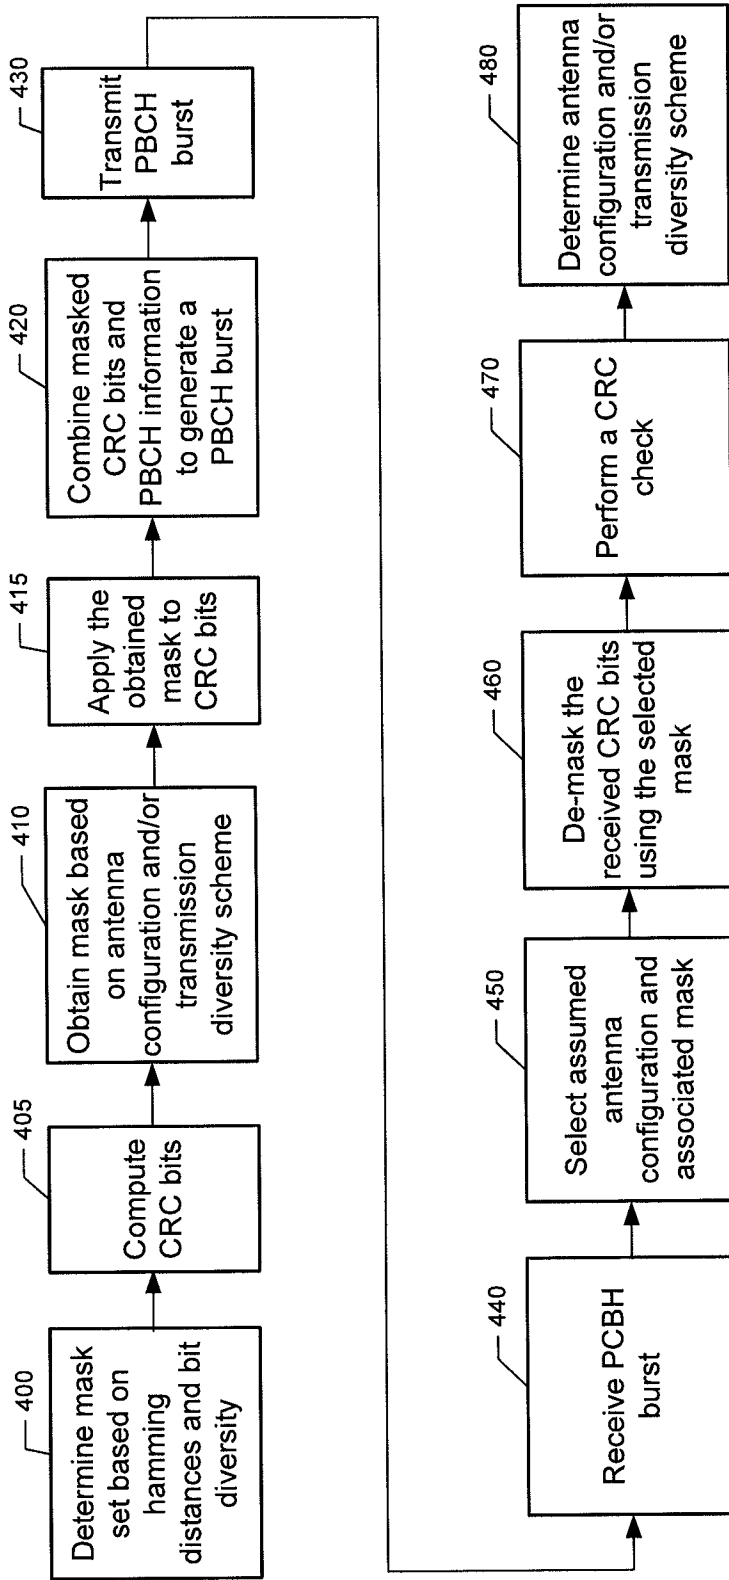 400
Determine mask
set based on
hamming
distances and bit
diversity
405
Compute
CRC bits
410
Obtain mask based
on antenna
configuration and/or
transmission
diversity scheme
415
Apply the
obtained
mask to
CRC bits
420
Combine masked
CRC bits and
PBCH information
to generate a
PBCH burst
430
Transmit
PBCH
burst
440
Receive PCBH
burst
450
Select assumed
antenna
configuration and
associated mask
460
De-mask the
received CRC bits
using the selected
mask
470
Perform a CRC
check
480
Determine antenna
configuration and/or
transmission
diversity scheme